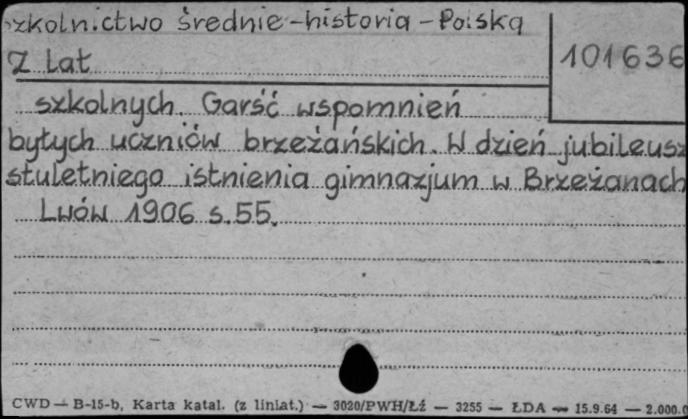 szkolnictwo średnie-historia-Polska
101636
Z lat
szkolnych. Garść wspomnień
byłych uczniów brzeżańskich. W dzień jubileusz
stuletniego istnienia gimnazjum w Brzeżanach
Lwów 1906 s.55.
CWD — B-15-b, Karta katal. (z liniat.) — 3020/PWH/Łź — 3255 — ŁDA — 15.9.64 — 2.000.0